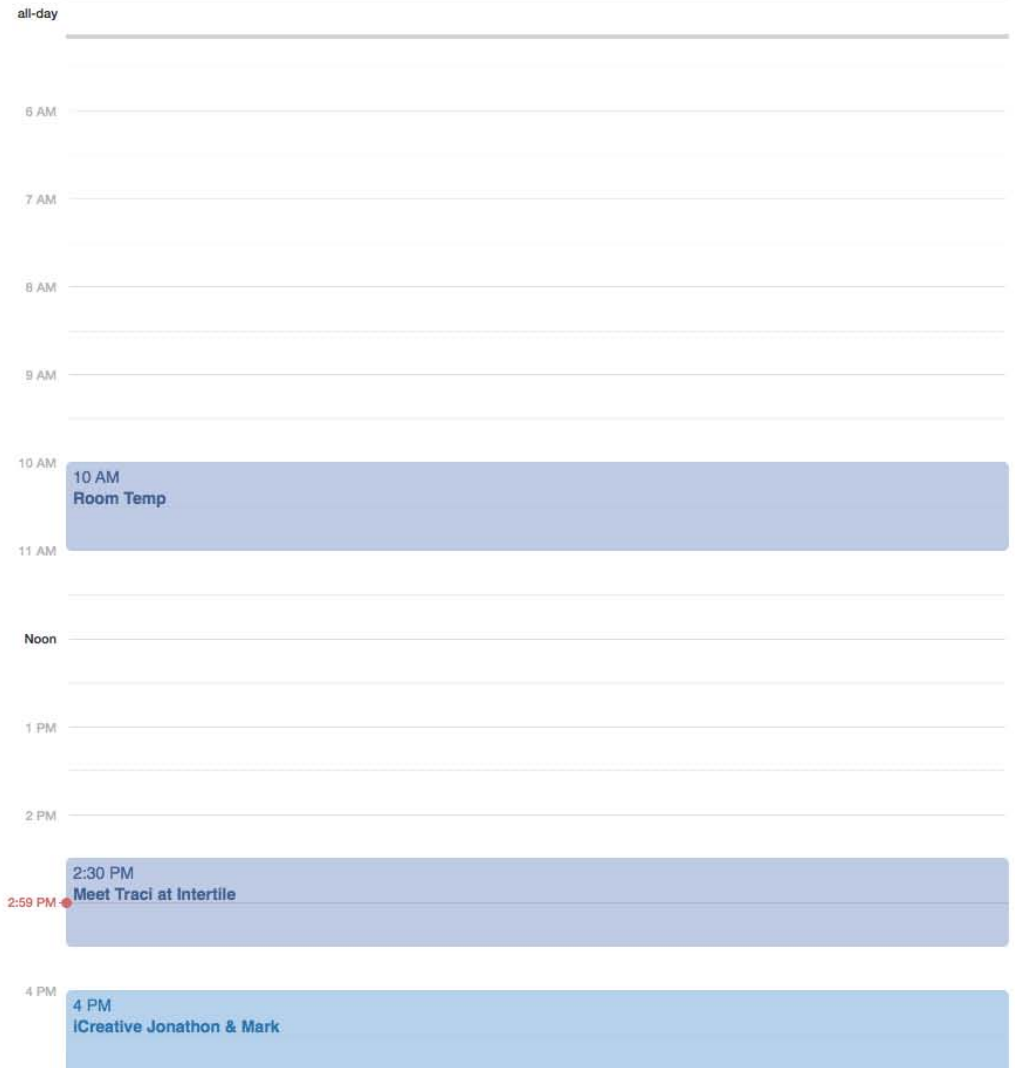 all-day
6 AM
7 AM
8 AM
9 AM
10 AM
10 AM
Room Temp
11 AM
Noon
1 PM
2 PM
2:30 PM
Meet Traci at Intertile
2:59 PM
4 PM
4 PM
iCreative Jonathon & Mark